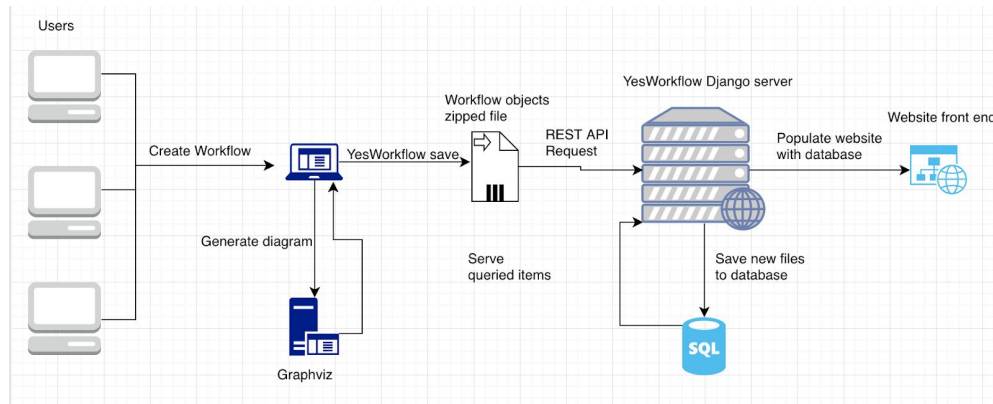 Users
YesWorkflow Django server
Workflow objects
zipped file
Website front end
REST API
Request
Populate website
with database
Create Workflow
YesWorkflow save
Generate diagram
Serve
queried items
Save new files
to database
SQL
Graphviz